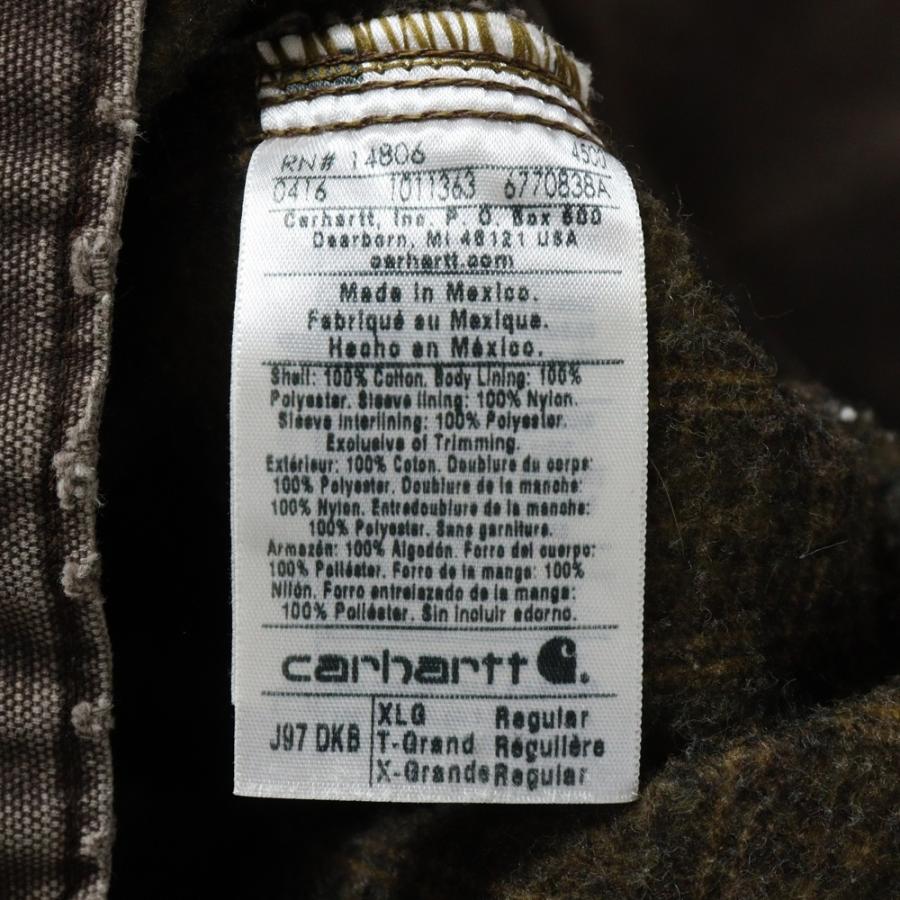 RN# 14806 4500
0416 1011363 6770838A
Carhartt, Inc. P. O. Box 600
Dearborn, MI 48121 USA
carhartt.com
Made in Mexico.
Fabriqué au Mexique.
Hecho en México.
Shell: 100% Cotton. Body Lining: 100%
Polyester. Sleeve lining: 100% Nylon.
Sleeve interlining: 100% Polyester.
Exclusive of Trimming.
Extérieur: 100% Coton. Doublure du corps:
100% Polyester. Doublure de la manche:
100% Nylon. Entredoublure de la manche:
100% Polyester. Sans garniture.
Armazón: 100% Algodón. Forro del cuerpo:
100% Poliéster. Forro de la manga: 100%
Nilón. Forro entrelazado de la manga:
100% Poliéster. Sin incluir adorno.
carhartt
J97 DKB
XLG Regular
T-Grand Régulière
X-Grande Regular